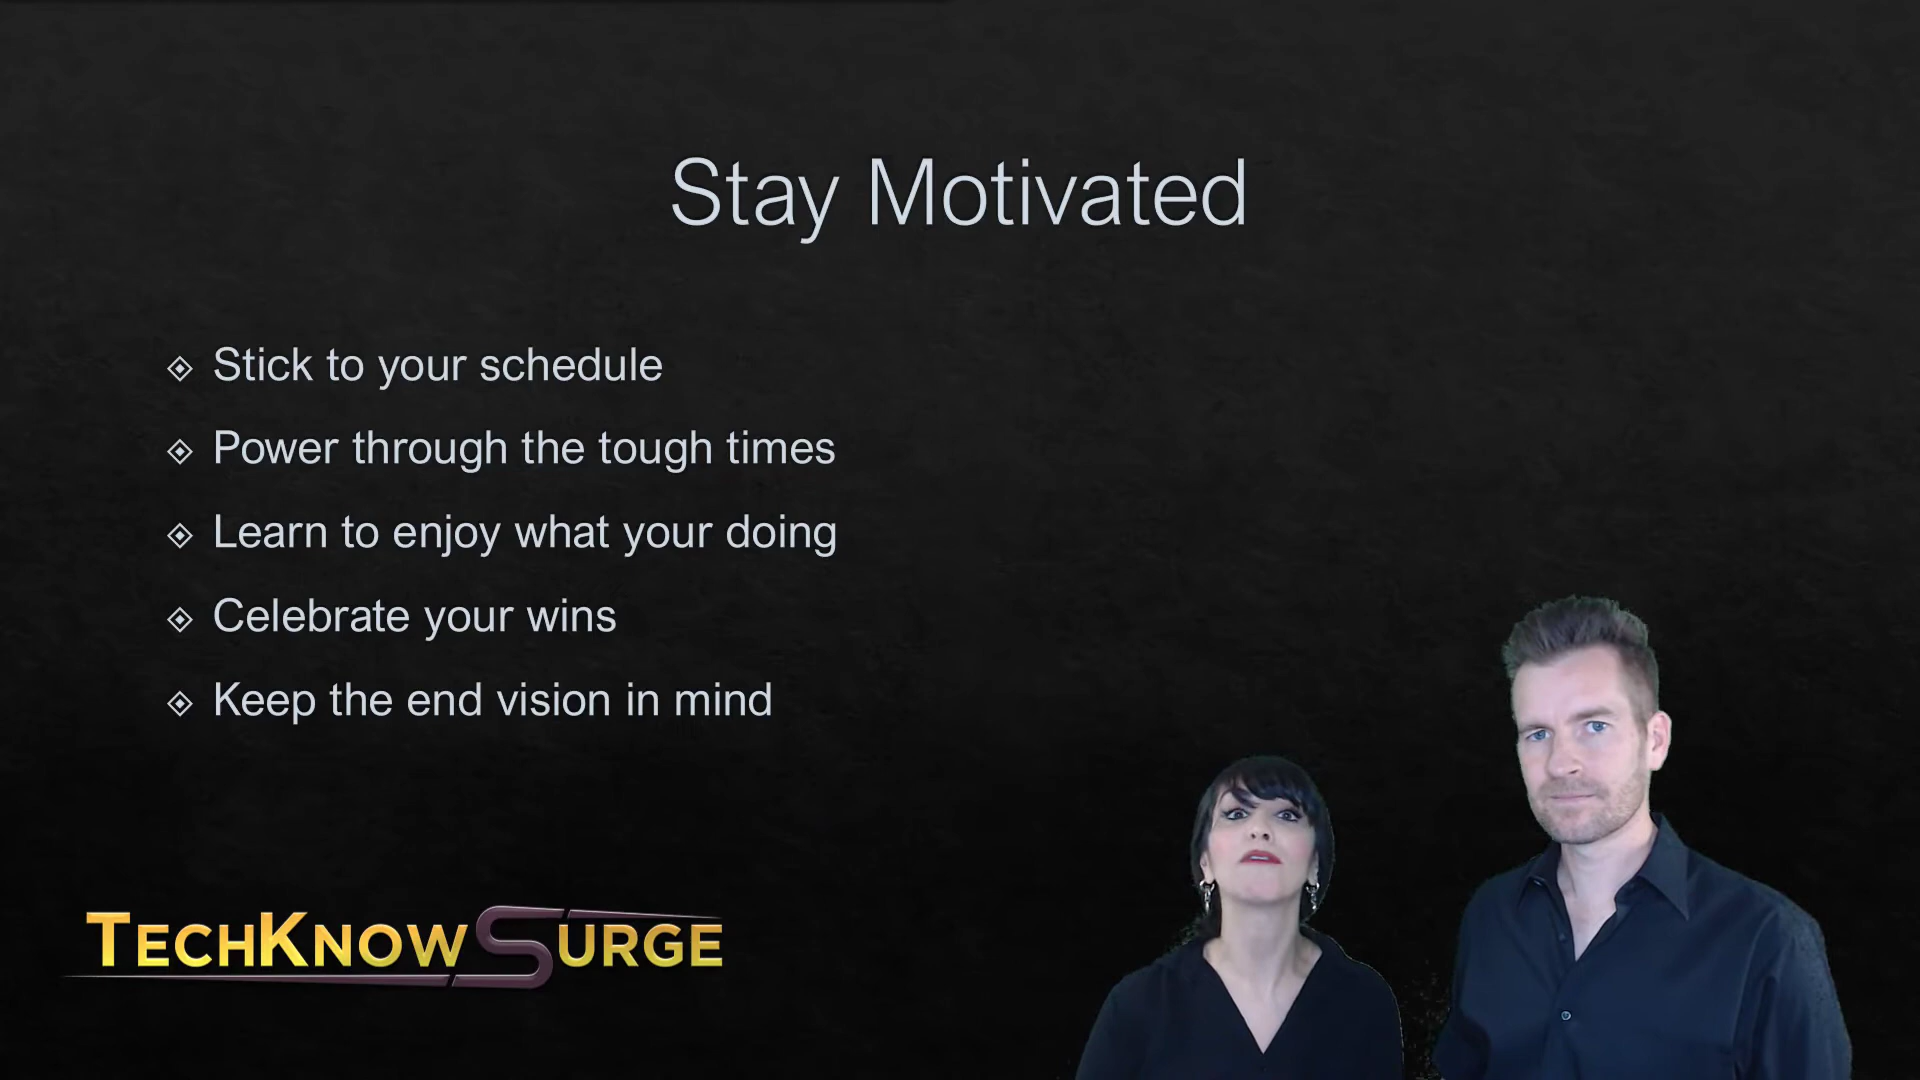 Stay Motivated
Stick to your schedule
Power through the tough times
Learn to enjoy what your doing
Celebrate your wins
Keep the end vision in mind
TECHKNOWSURGE